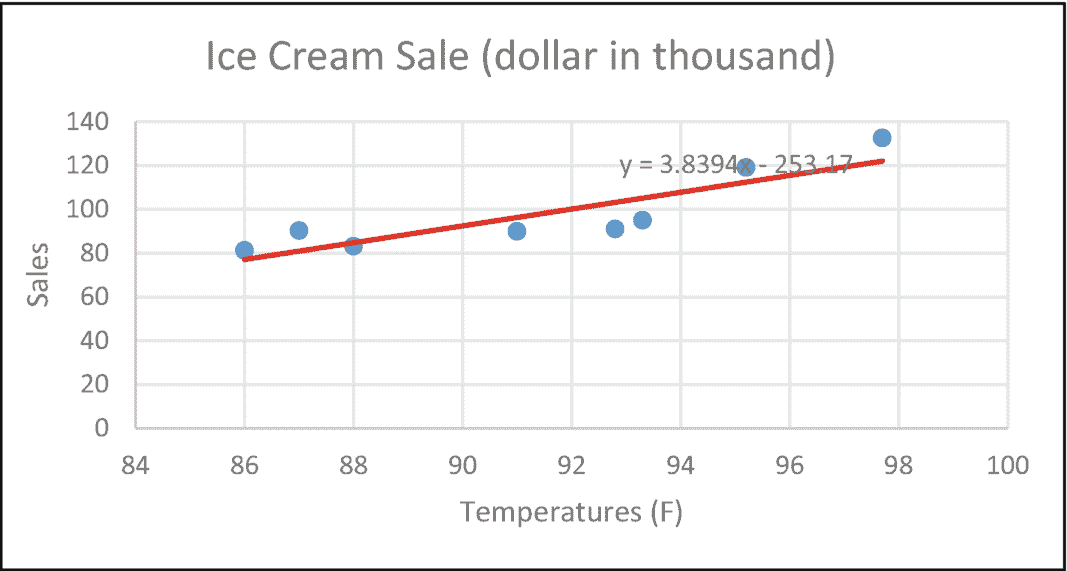 Ice Cream Sale (dollar in thousand)
140
120
100
80
60
40
20
0
y = 3.8394x - 253.17
Sales
84 86 88 90 92 94 96 98 100
Temperatures (F)